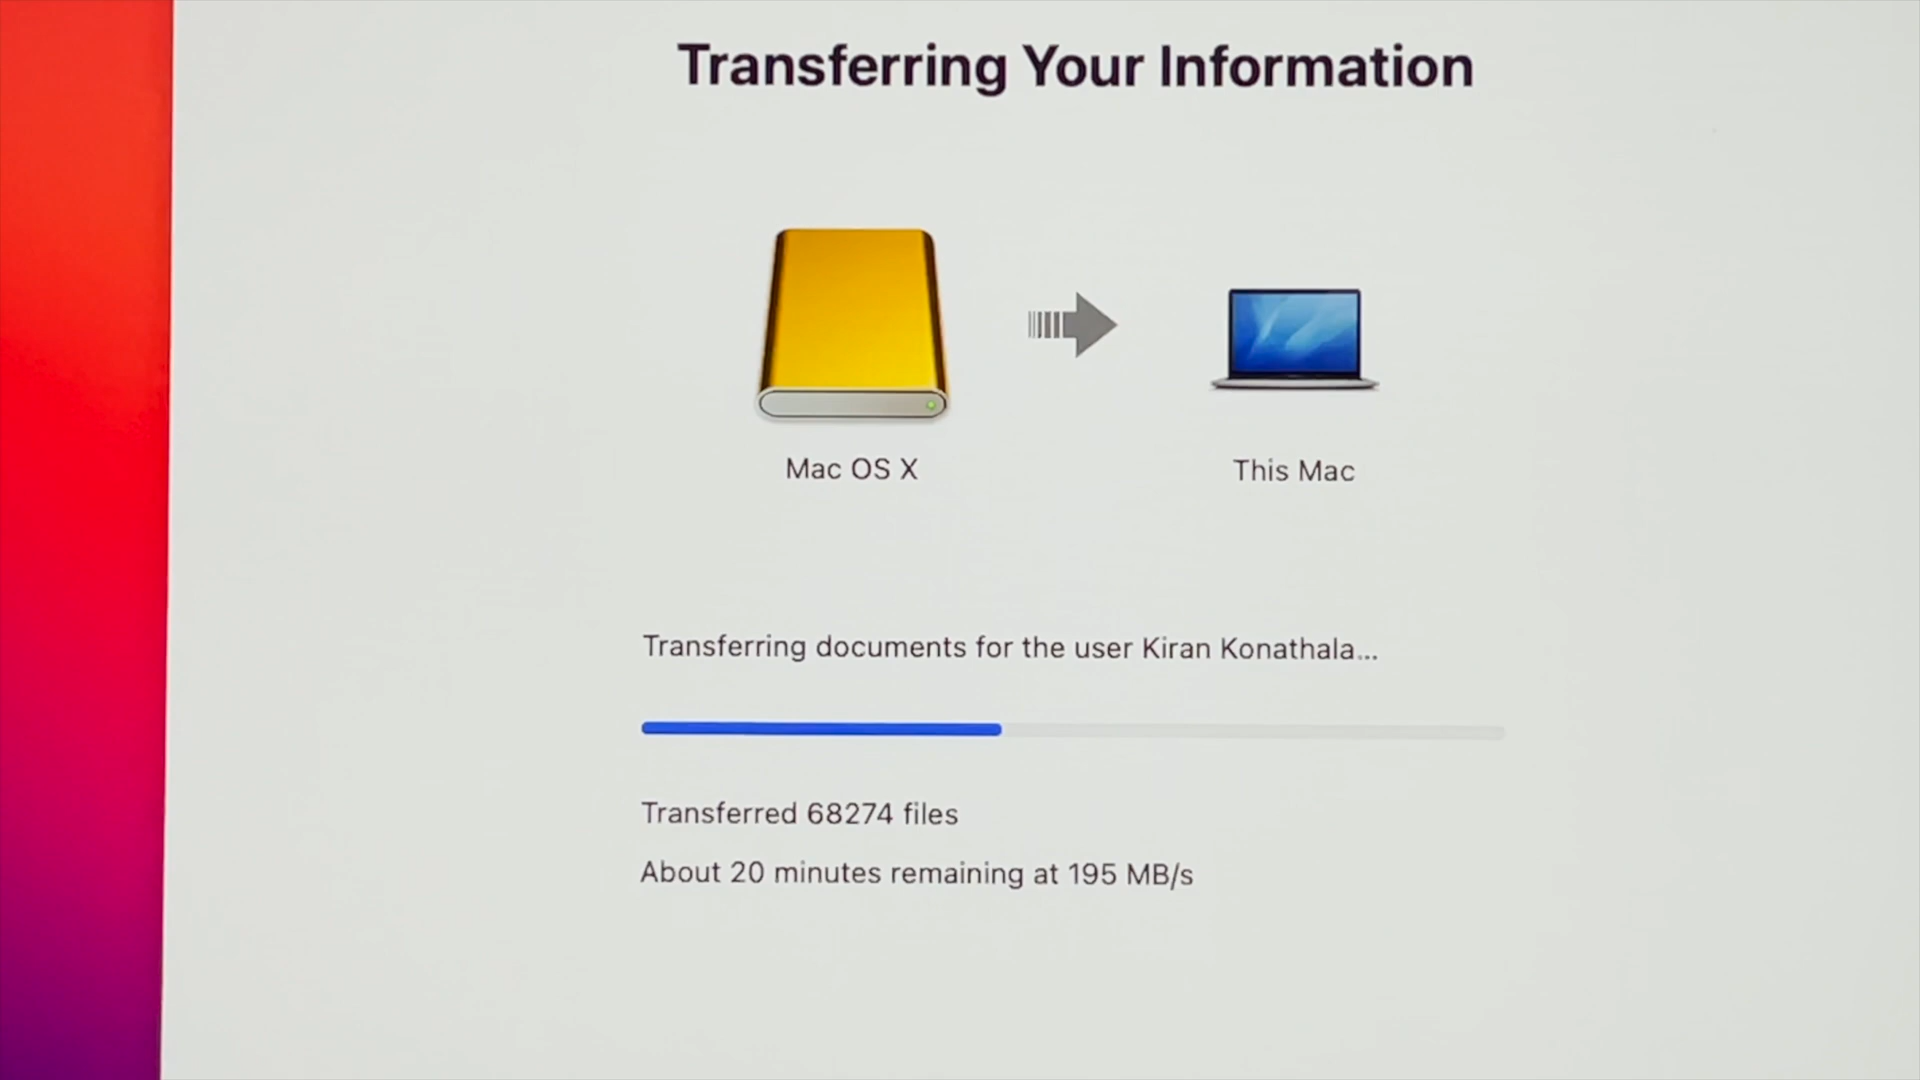 Transferring Your Information
Mac OS X
This Mac
Transferring documents for the user Kiran Konathala...
Transferred 68274 files
About 20 minutes remaining at 195 MB/s